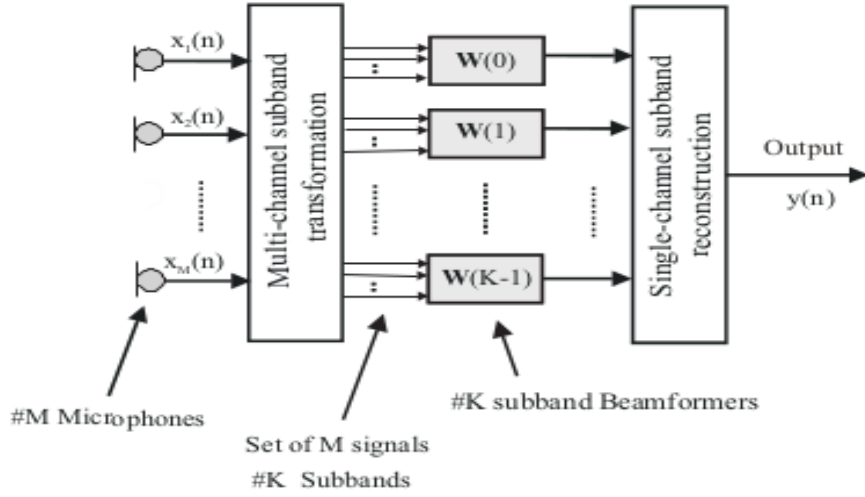 x₁(n)
x₂(n)
x_M(n)
Multi-channel subband
transformation
W(0)
W(1)
W(K-1)
Single-channel subband
reconstruction
Output
y(n)
#M Microphones
Set of M signals
#K Subbands
#K subband Beamformers